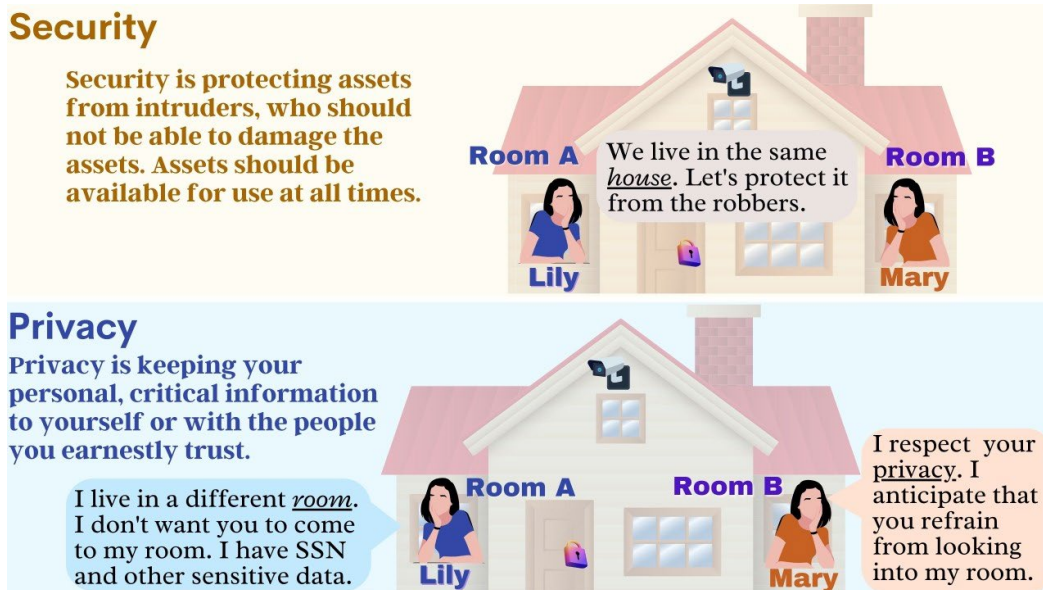 Security
Security is protecting assets
from intruders, who should
not be able to damage the
assets. Assets should be
available for use at all times.
Room A
We live in the same
house. Let's protect it
from the robbers.
Room B
Lily
Mary
Privacy
Privacy is keeping your
personal, critical information
to yourself or with the people
you earnestly trust.
I live in a different room.
I don't want you to come
to my room. I have SSN
and other sensitive data.
Room A
Room B
I respect your
privacy. I
anticipate that
you refrain
from looking
into my room.
Lily
Mary